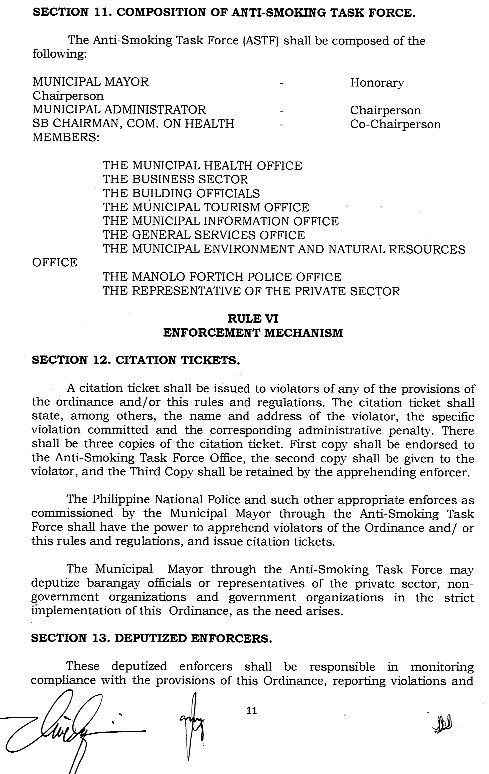 SECTION 11. COMPOSITION OF ANTI-SMOKING TASK FORCE.
The Anti-Smoking Task Force (ASTF) shall be composed of the
following:
MUNICIPAL MAYOR - Honorary
Chairperson
MUNICIPAL ADMINISTRATOR - Chairperson
SB CHAIRMAN, COM. ON HEALTH - Co-Chairperson
MEMBERS:
THE MUNICIPAL HEALTH OFFICE
THE BUSINESS SECTOR
THE BUILDING OFFICIALS
THE MUNICIPAL TOURISM OFFICE
THE MUNICIPAL INFORMATION OFFICE
THE GENERAL SERVICES OFFICE
THE MUNICIPAL ENVIRONMENT AND NATURAL RESOURCES
OFFICE
THE MANOLO FORTICH POLICE OFFICE
THE REPRESENTATIVE OF THE PRIVATE SECTOR
RULE VI
ENFORCEMENT MECHANISM
SECTION 12. CITATION TICKETS.
A citation ticket shall be issued to violators of any of the provisions of
the ordinance and/or this rules and regulations. The citation ticket shall
state, among others, the name and address of the violator, the specific
violation committed and the corresponding administrative penalty. There
shall be three copies of the citation ticket. First copy shall be endorsed to
the Anti-Smoking Task Force Office, the second copy shall be given to the
violator, and the Third Copy shall be retained by the apprehending enforcer.
The Philippine National Police and such other appropriate enforces as
commissioned by the Municipal Mayor through the Anti-Smoking Task
Force shall have the power to apprehend violators of the Ordinance and/ or
this rules and regulations, and issue citation tickets.
The Municipal Mayor through the Anti-Smoking Task Force may
deputize barangay officials or representatives of the private sector, non-
government organizations and government organizations in the strict
implementation of this Ordinance, as the need arises.
SECTION 13. DEPUTIZED ENFORCERS.
These deputized enforcers shall be responsible in monitoring
compliance with the provisions of this Ordinance, reporting violations and
11